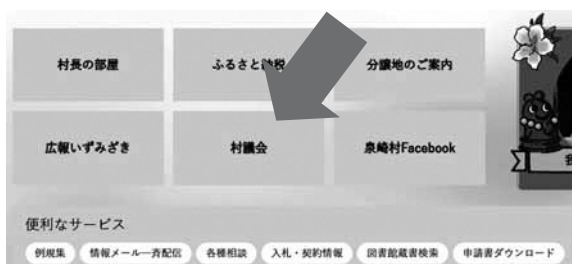 村長の部屋
ふるさと納税
分譲地のご案内
広報いずみざき
村議会
泉崎村Facebook
便利なサービス
例規集
情報メール一斉配信
各種相談
入札・契約情報
図書館蔵書検索
申請書ダウンロード